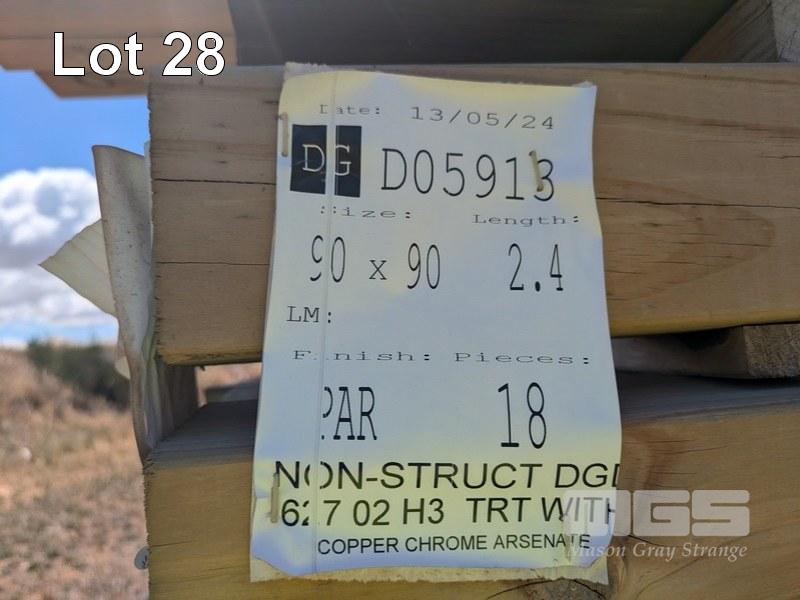 Lot 28
Date: 13/05/24
DG D05913
Size: Length:
90 x 90 2.4
LM:
Finish: Pieces:
PAR 18
NON-STRUCT DGD
627 02 H3 TRT WITH
COPPER CHROME ARSENATE
MGS
Mason Gray Strange